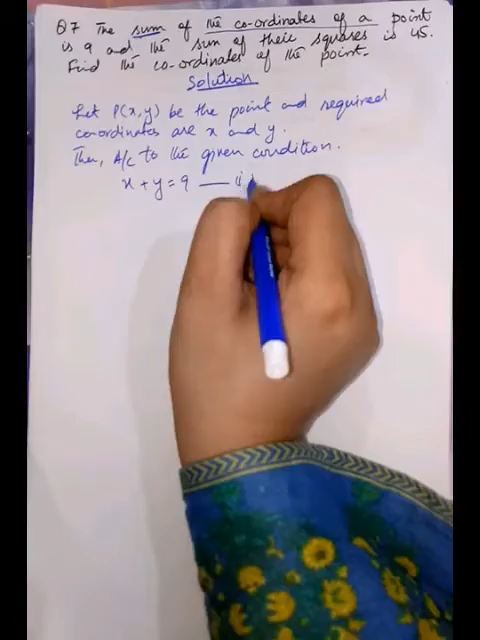 Q7 The sum of the co-ordinates of a point
is 9 and the sum of their squares is 45.
Find the co-ordinates of the point.
Solution
Let P(x,y) be the point and required
co-ordinates are x and y.
Then, A/c to the given condition.
x + y = 9 — (i